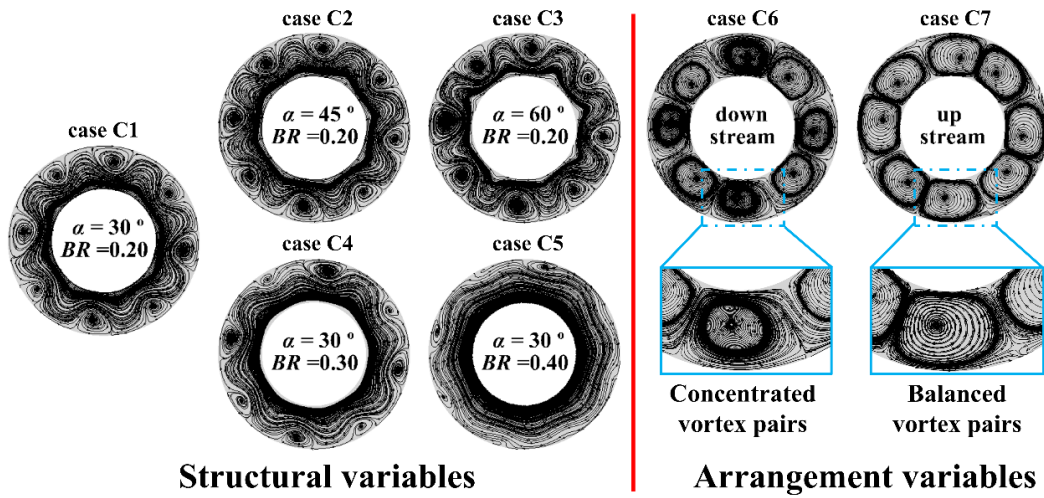 case C1
α = 30 °
BR =0.20
case C2
α = 45 °
BR =0.20
case C3
α = 60 °
BR =0.20
case C4
α = 30 °
BR =0.30
case C5
α = 30 °
BR =0.40
Structural variables
case C6
down
stream
case C7
up
stream
Concentrated
vortex pairs
Balanced
vortex pairs
Arrangement variables